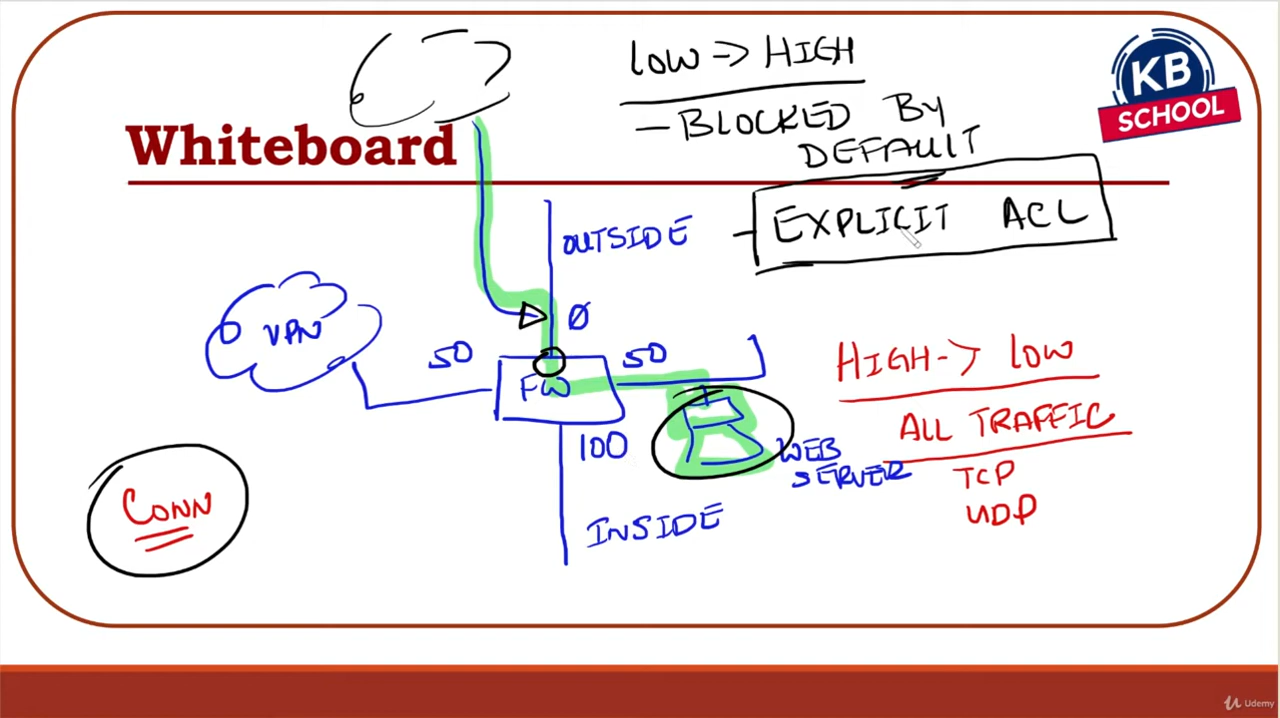 LOW => HIGH
- BLOCKED BY
DEFAULT
KB
SCHOOL
Whiteboard
- EXPLICIT ACL
OUTSIDE
Ø
VPN
50
50
FW
100
WEB
SERVER
INSIDE
HIGH -> LOW
ALL TRAFFIC
TCP
UDP
CONN
Udemy